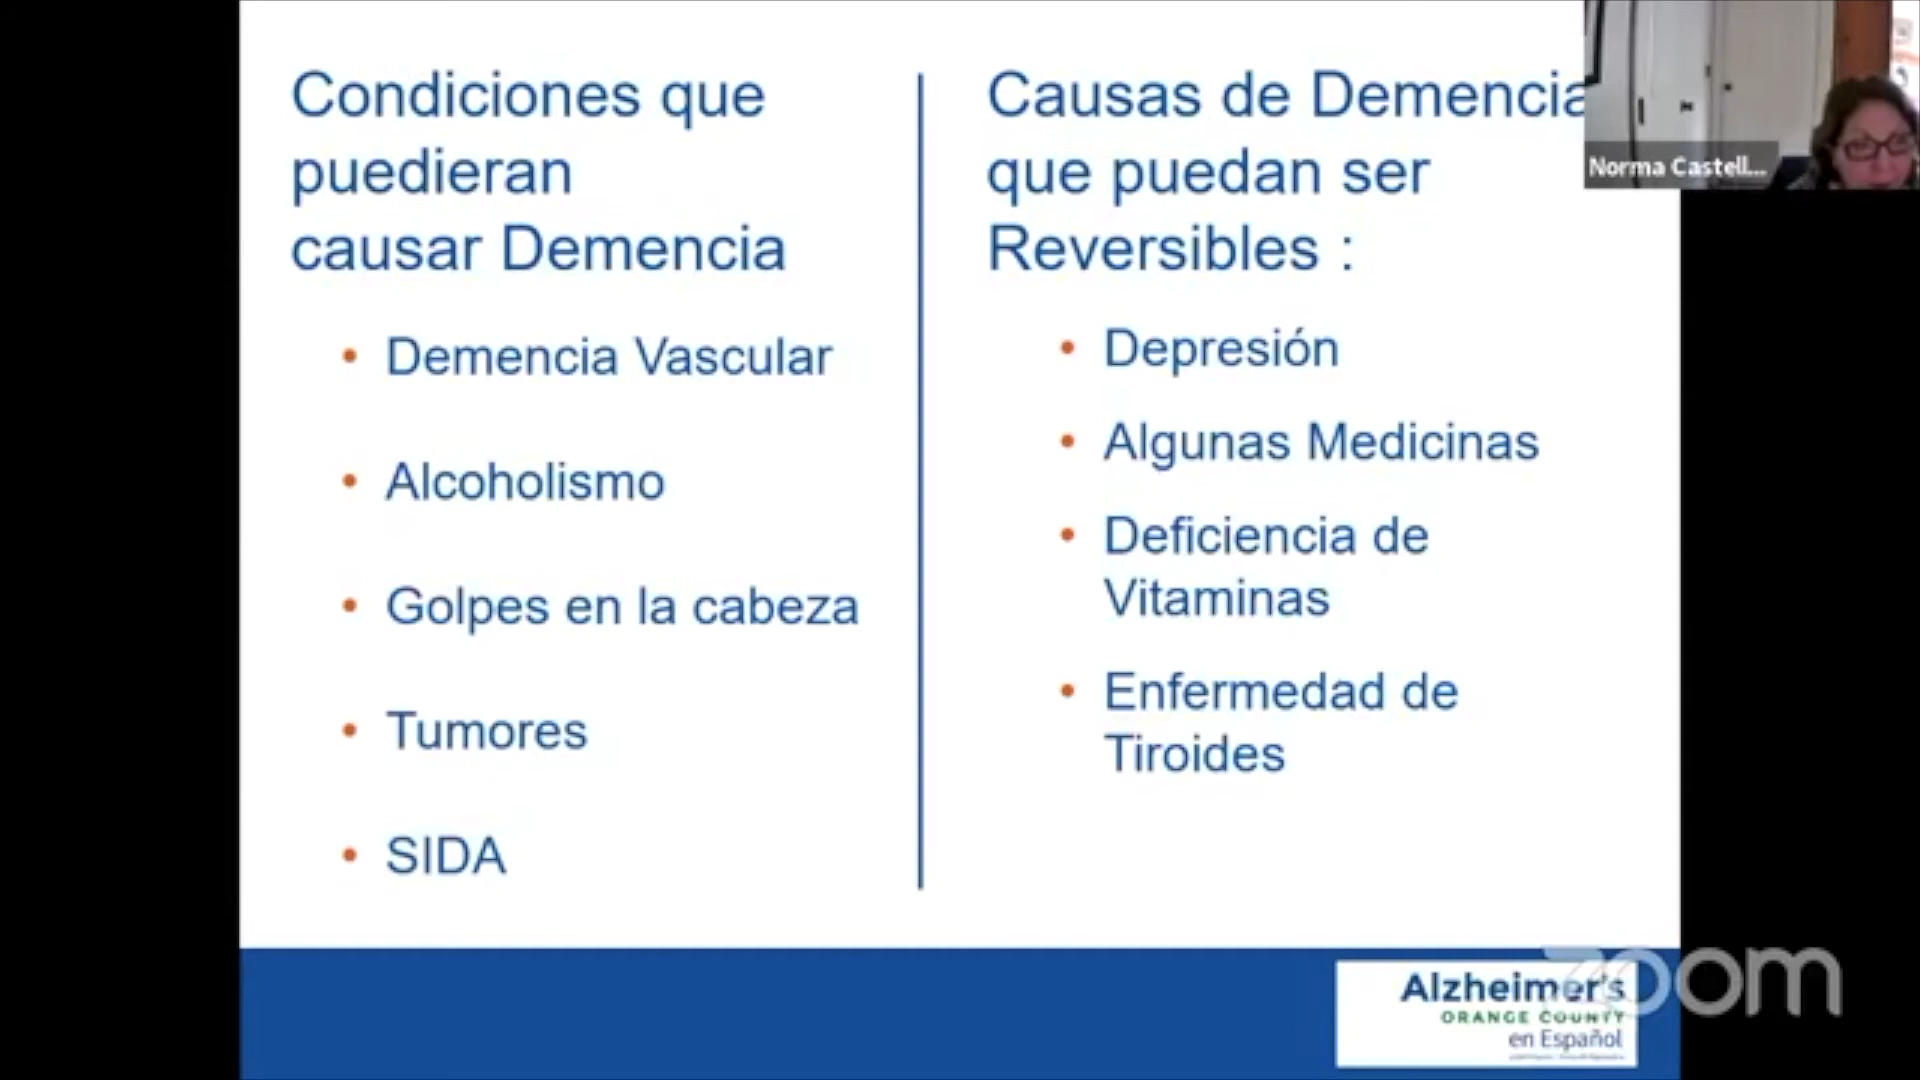 Condiciones que
puedieran
causar Demencia
• Demencia Vascular
• Alcoholismo
• Golpes en la cabeza
• Tumores
• SIDA
Causas de Demencia
que puedan ser
Reversibles :
• Depresión
• Algunas Medicinas
• Deficiencia de
Vitaminas
• Enfermedad de
Tiroides
Norma Castell...
Alzheimer's
ORANGE COUNTY
en Español
zoom